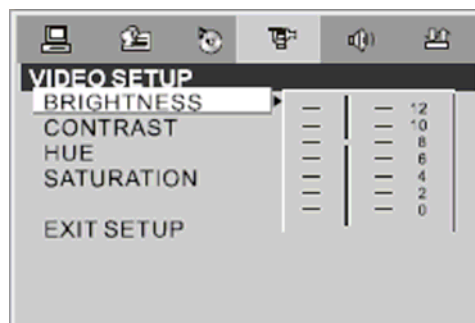 VIDEO SETUP
BRIGHTNESS
CONTRAST
HUE
SATURATION
EXIT SETUP
12
10
8
6
4
2
0